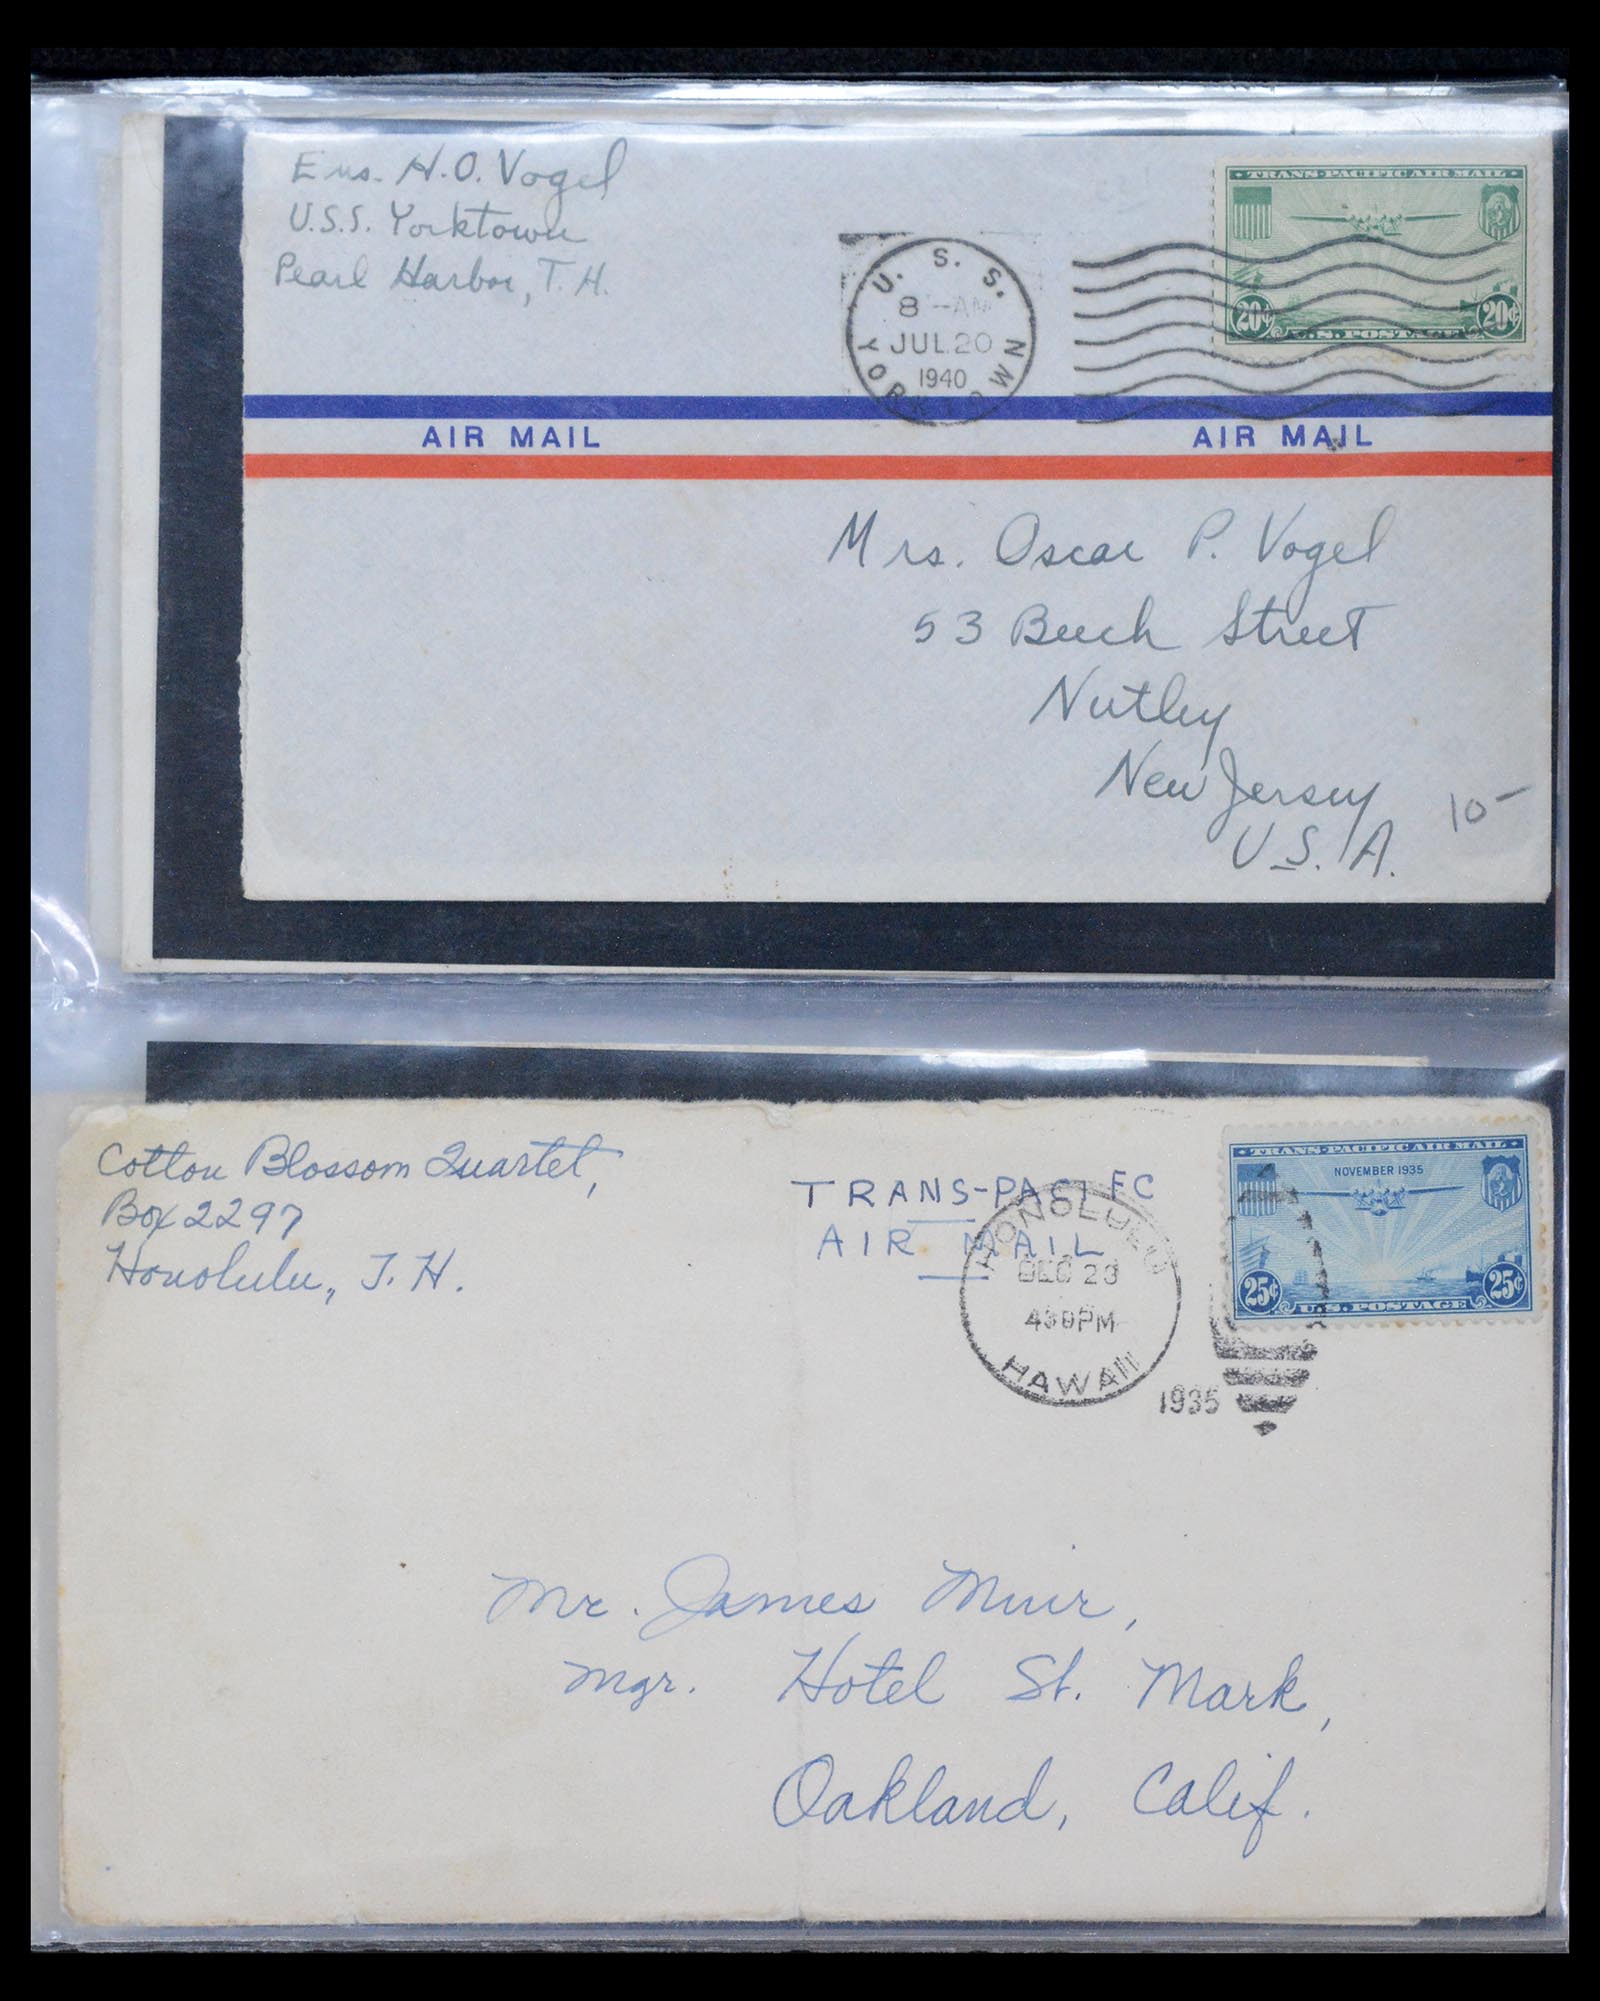 Ens. H.O. Vogel
U.S.S. Yorktown
Pearl Harbor, T.H.
U. S. S. YORKTOWN
8 -AM
JUL 20
1940
TRANS-PACIFIC AIR MAIL
20¢ 20¢
U.S. POSTAGE
AIR MAIL AIR MAIL
Mrs. Oscar P. Vogel
53 Beech Street
Nutley
New Jersey
U.S.A.
10-
Cotton Blossom Quartet,
Box 2297
Honolulu, T.H.
TRANS-PACIFC
AIR MAIL
HONOLULU
DEC 23
430PM
HAWAII
1935
TRANS-PACIFIC AIR MAIL
NOVEMBER 1935
25¢ 25¢
U.S. POSTAGE
Mr. James Muir,
Mgr. Hotel St. Mark,
Oakland, Calif.